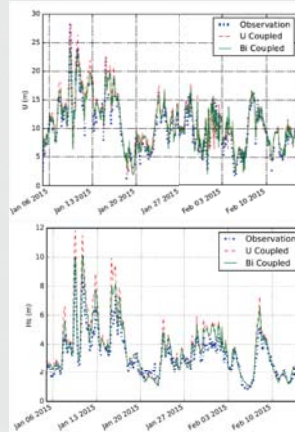 30
25
20
15
10
5
0
U (m)
Observation
U Coupled
Bi Coupled
Jan 06 2015
Jan 13 2015
Jan 20 2015
Jan 27 2015
Feb 03 2015
Feb 10 2015
12
10
8
6
4
2
0
Hs (m)
Observation
U Coupled
Bi Coupled
Jan 06 2015
Jan 13 2015
Jan 20 2015
Jan 27 2015
Feb 03 2015
Feb 10 2015